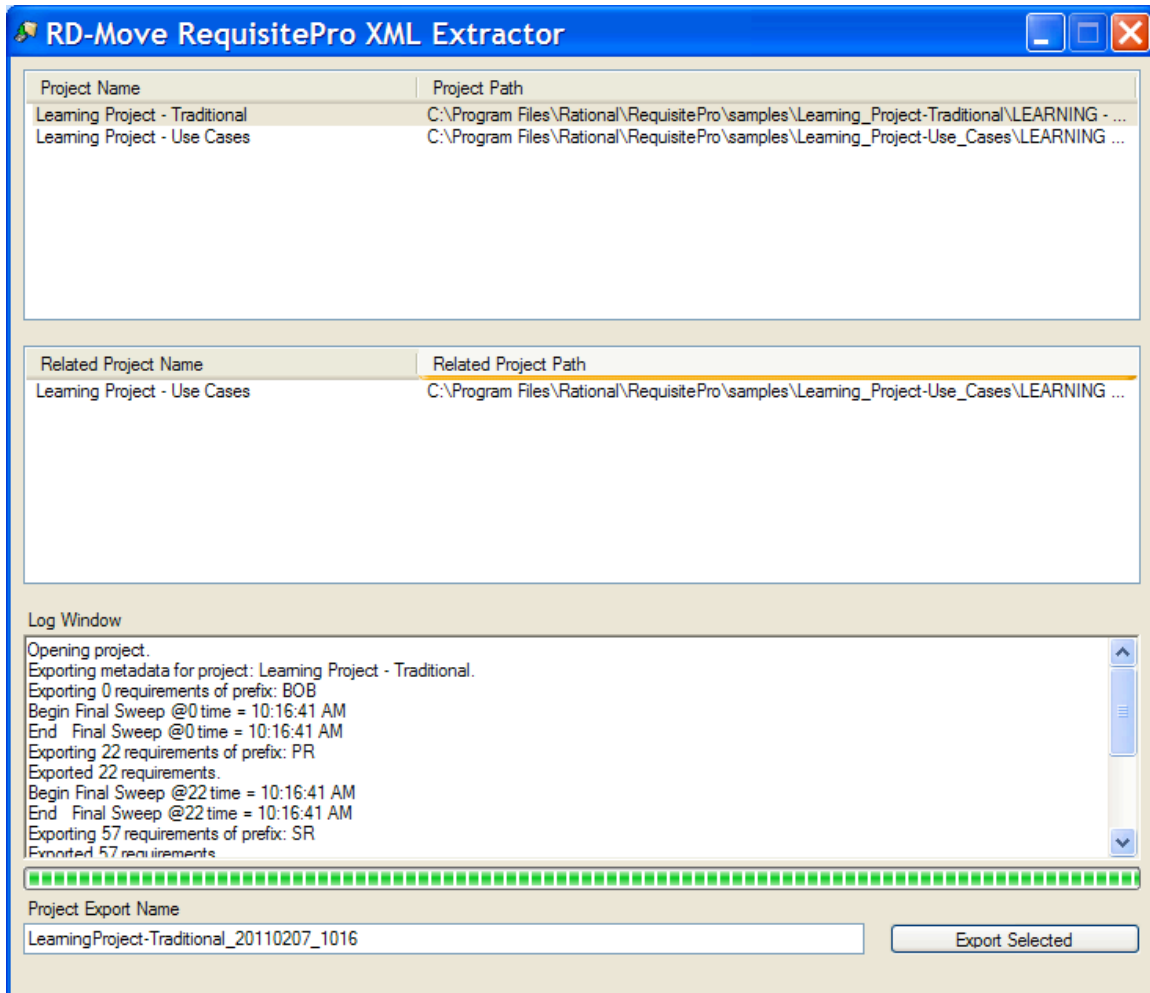 RD-Move RequisitePro XML Extractor
Project Name Project Path
Learning Project - Traditional C:\Program Files\Rational\RequisitePro\samples\Learning_Project-Traditional\LEARNING - ...
Learning Project - Use Cases C:\Program Files\Rational\RequisitePro\samples\Learning_Project-Use_Cases\LEARNING ...
Related Project Name Related Project Path
Learning Project - Use Cases C:\Program Files\Rational\RequisitePro\samples\Learning_Project-Use_Cases\LEARNING ...
Log Window
Opening project.
Exporting metadata for project: Learning Project - Traditional.
Exporting 0 requirements of prefix: BOB
Begin Final Sweep @0 time = 10:16:41 AM
End Final Sweep @0 time = 10:16:41 AM
Exporting 22 requirements of prefix: PR
Exported 22 requirements.
Begin Final Sweep @22 time = 10:16:41 AM
End Final Sweep @22 time = 10:16:41 AM
Exporting 57 requirements of prefix: SR
Exported 57 requirements
Project Export Name
LearningProject-Traditional_20110207_1016
Export Selected